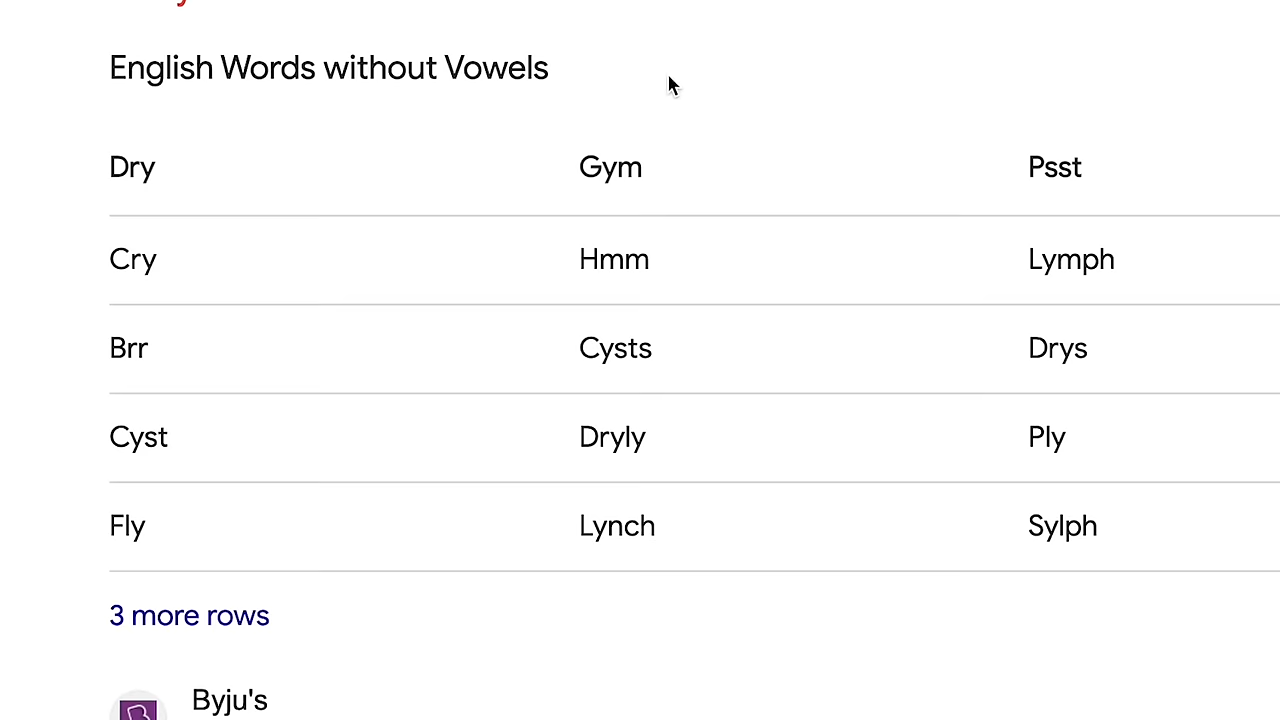 English Words without Vowels
Dry Gym Psst
Cry Hmm Lymph
Brr Cysts Drys
Cyst Dryly Ply
Fly Lynch Sylph
3 more rows
Byju's